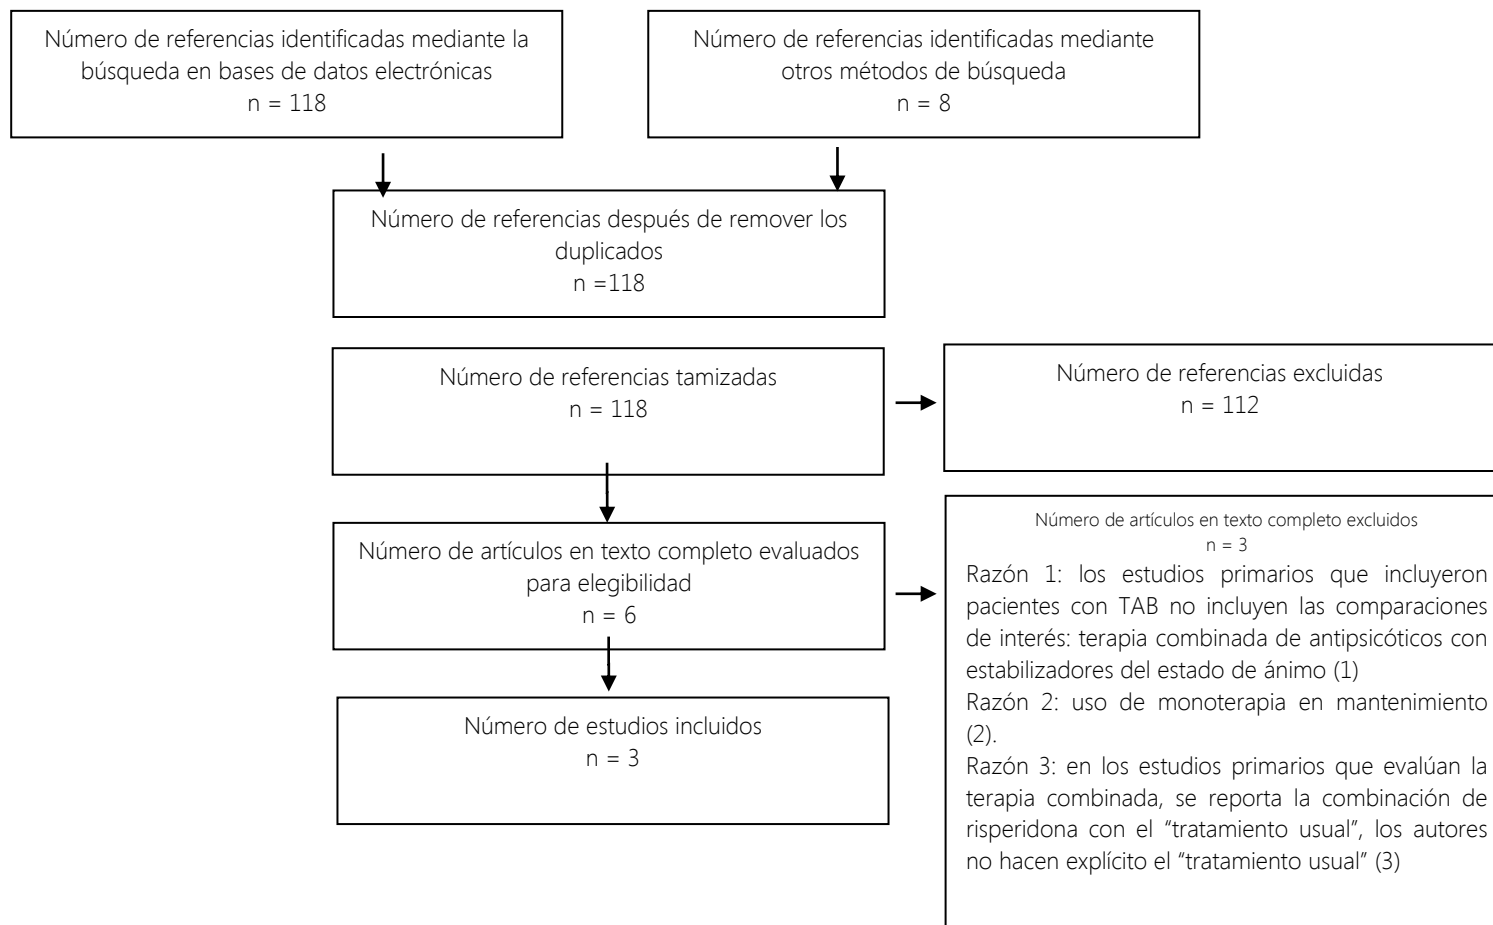 Número de referencias identificadas mediante la
búsqueda en bases de datos electrónicas
n = 118
Número de referencias identificadas mediante
otros métodos de búsqueda
n = 8
Número de referencias después de remover los
duplicados
n =118
Número de referencias tamizadas
n = 118
Número de referencias excluidas
n = 112
Número de artículos en texto completo evaluados
para elegibilidad
n = 6
Número de artículos en texto completo excluidos
n = 3
Razón 1: los estudios primarios que incluyeron
pacientes con TAB no incluyen las comparaciones
de interés: terapia combinada de antipsicóticos con
estabilizadores del estado de ánimo (1)
Razón 2: uso de monoterapia en mantenimiento
(2).
Razón 3: en los estudios primarios que evalúan la
terapia combinada, se reporta la combinación de
risperidona con el “tratamiento usual”, los autores
no hacen explícito el “tratamiento usual” (3)
Número de estudios incluidos
n = 3